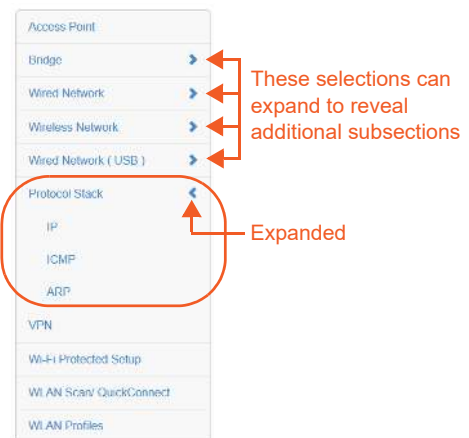 Access Point
Bridge
Wired Network
Wireless Network
Wired Network ( USB )
Protocol Stack
IP
ICMP
ARP
VPN
Wi-Fi Protected Setup
WLAN Scan/ QuickConnect
WLAN Profiles
These selections can
expand to reveal
additional subsections
Expanded